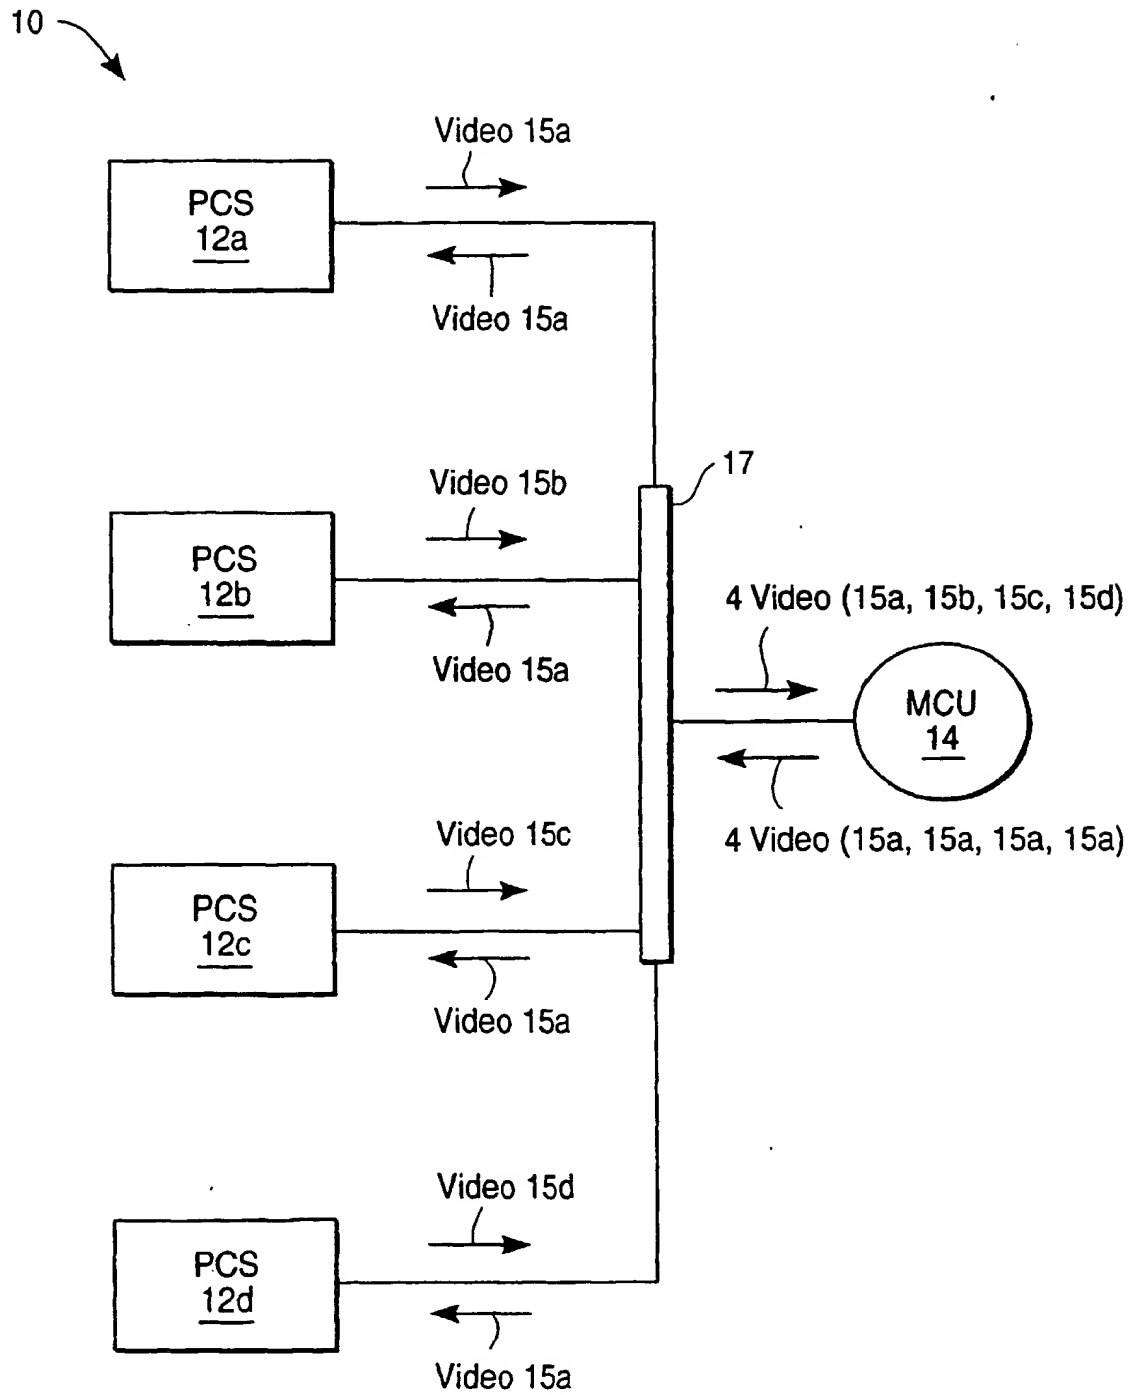 10
Video 15a
PCS
12a
Video 15a
17
Video 15b
PCS
12b
Video 15a
4 Video (15a, 15b, 15c, 15d)
MCU
14
4 Video (15a, 15a, 15a, 15a)
Video 15c
PCS
12c
Video 15a
Video 15d
PCS
12d
Video 15a